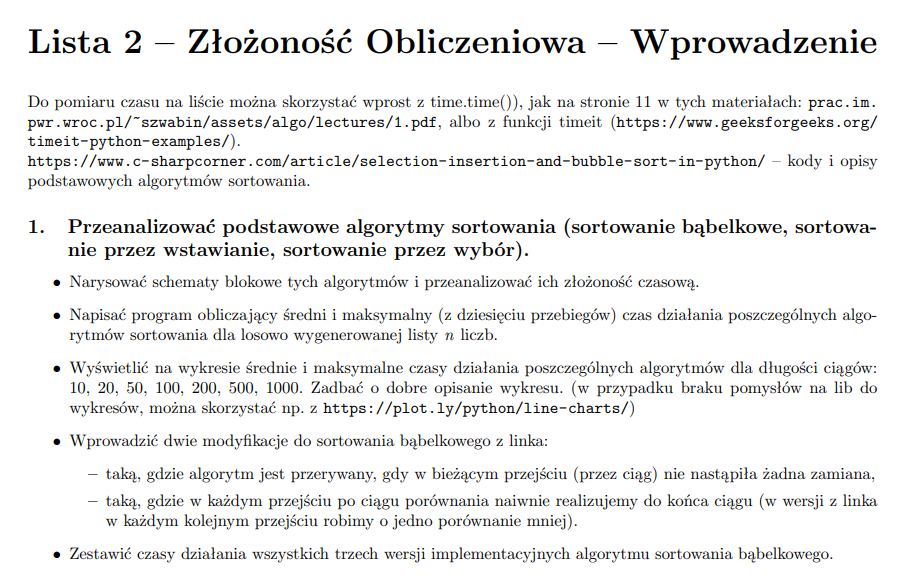 Lista 2 – Złożoność Obliczeniowa – Wprowadzenie
Do pomiaru czasu na liście można skorzystać wprost z time.time()), jak na stronie 11 w tych materiałach: prac.im.
pwr.wroc.pl/~szwabin/assets/algo/lectures/1.pdf, albo z funkcji timeit (https://www.geeksforgeeks.org/
timeit-python-examples/).
https://www.c-sharpcorner.com/article/selection-insertion-and-bubble-sort-in-python/ – kody i opisy
podstawowych algorytmów sortowania.
1. Przeanalizować podstawowe algorytmy sortowania (sortowanie bąbelkowe, sortowa-
nie przez wstawianie, sortowanie przez wybór).
• Narysować schematy blokowe tych algorytmów i przeanalizować ich złożoność czasową.
• Napisać program obliczający średni i maksymalny (z dziesięciu przebiegów) czas działania poszczególnych algo-
rytmów sortowania dla losowo wygenerowanej listy n liczb.
• Wyświetlić na wykresie średnie i maksymalne czasy działania poszczególnych algorytmów dla długości ciągów:
10, 20, 50, 100, 200, 500, 1000. Zadbać o dobre opisanie wykresu. (w przypadku braku pomysłów na lib do
wykresów, można skorzystać np. z https://plot.ly/python/line-charts/)
• Wprowadzić dwie modyfikacje do sortowania bąbelkowego z linka:
– taką, gdzie algorytm jest przerywany, gdy w bieżącym przejściu (przez ciąg) nie nastąpiła żadna zamiana,
– taką, gdzie w każdym przejściu po ciągu porównania naiwnie realizujemy do końca ciągu (w wersji z linka
w każdym kolejnym przejściu robimy o jedno porównanie mniej).
• Zestawić czasy działania wszystkich trzech wersji implementacyjnych algorytmu sortowania bąbelkowego.